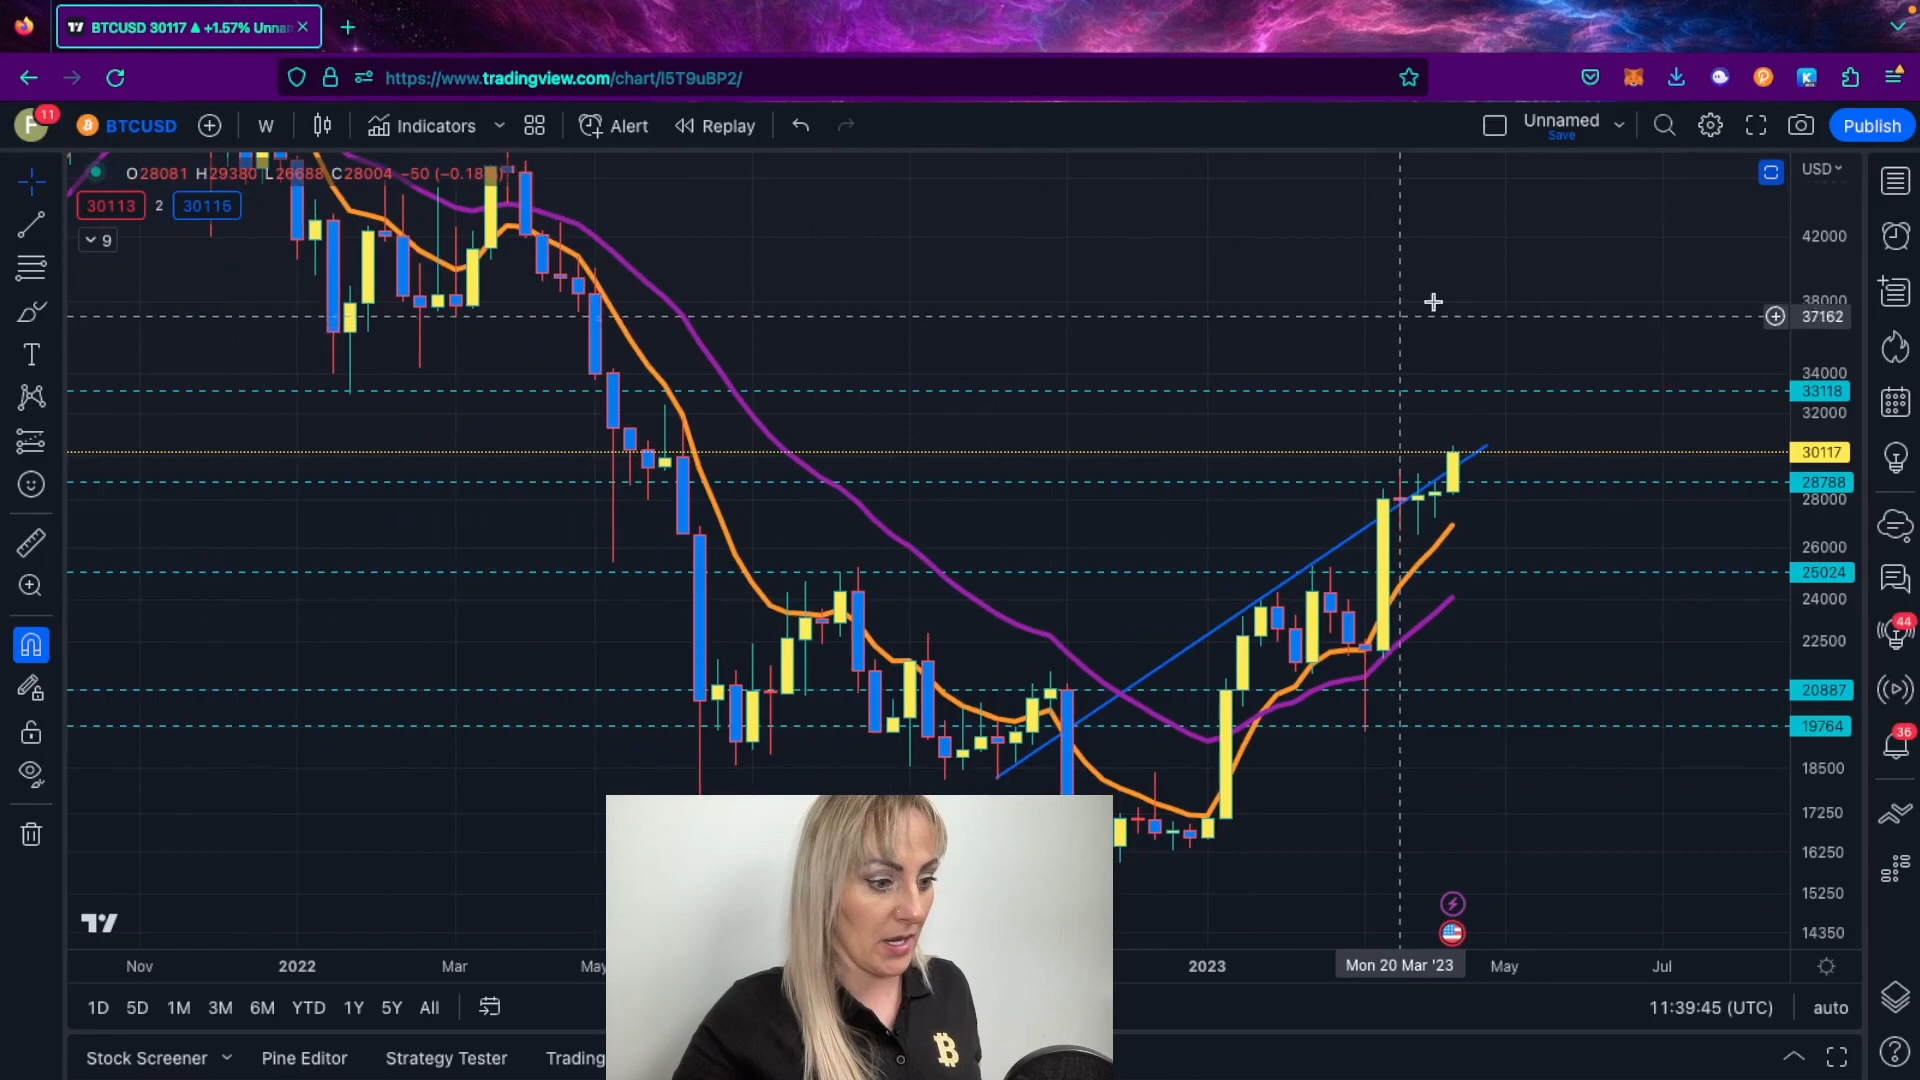 BTCUSD 30117 ▲ +1.57% Unnam
https://www.tradingview.com/chart/I5T9uBP2/
11
BTCUSD
W
Indicators
Alert
Replay
Unnamed
Save
Publish
O28081 H29380 L26688 C28004 −50 (−0.18%)
USD
30113 2 30115
9
42000
38000
37162
34000
33118
32000
30117
28788
28000
26000
25024
24000
22500
20887
19764
18500
17250
16250
15250
14350
44
36
Nov 2022 Mar May 2023 Mon 20 Mar '23 May Jul
1D 5D 1M 3M 6M YTD 1Y 5Y All
11:39:45 (UTC) auto
Stock Screener Pine Editor Strategy Tester Trading